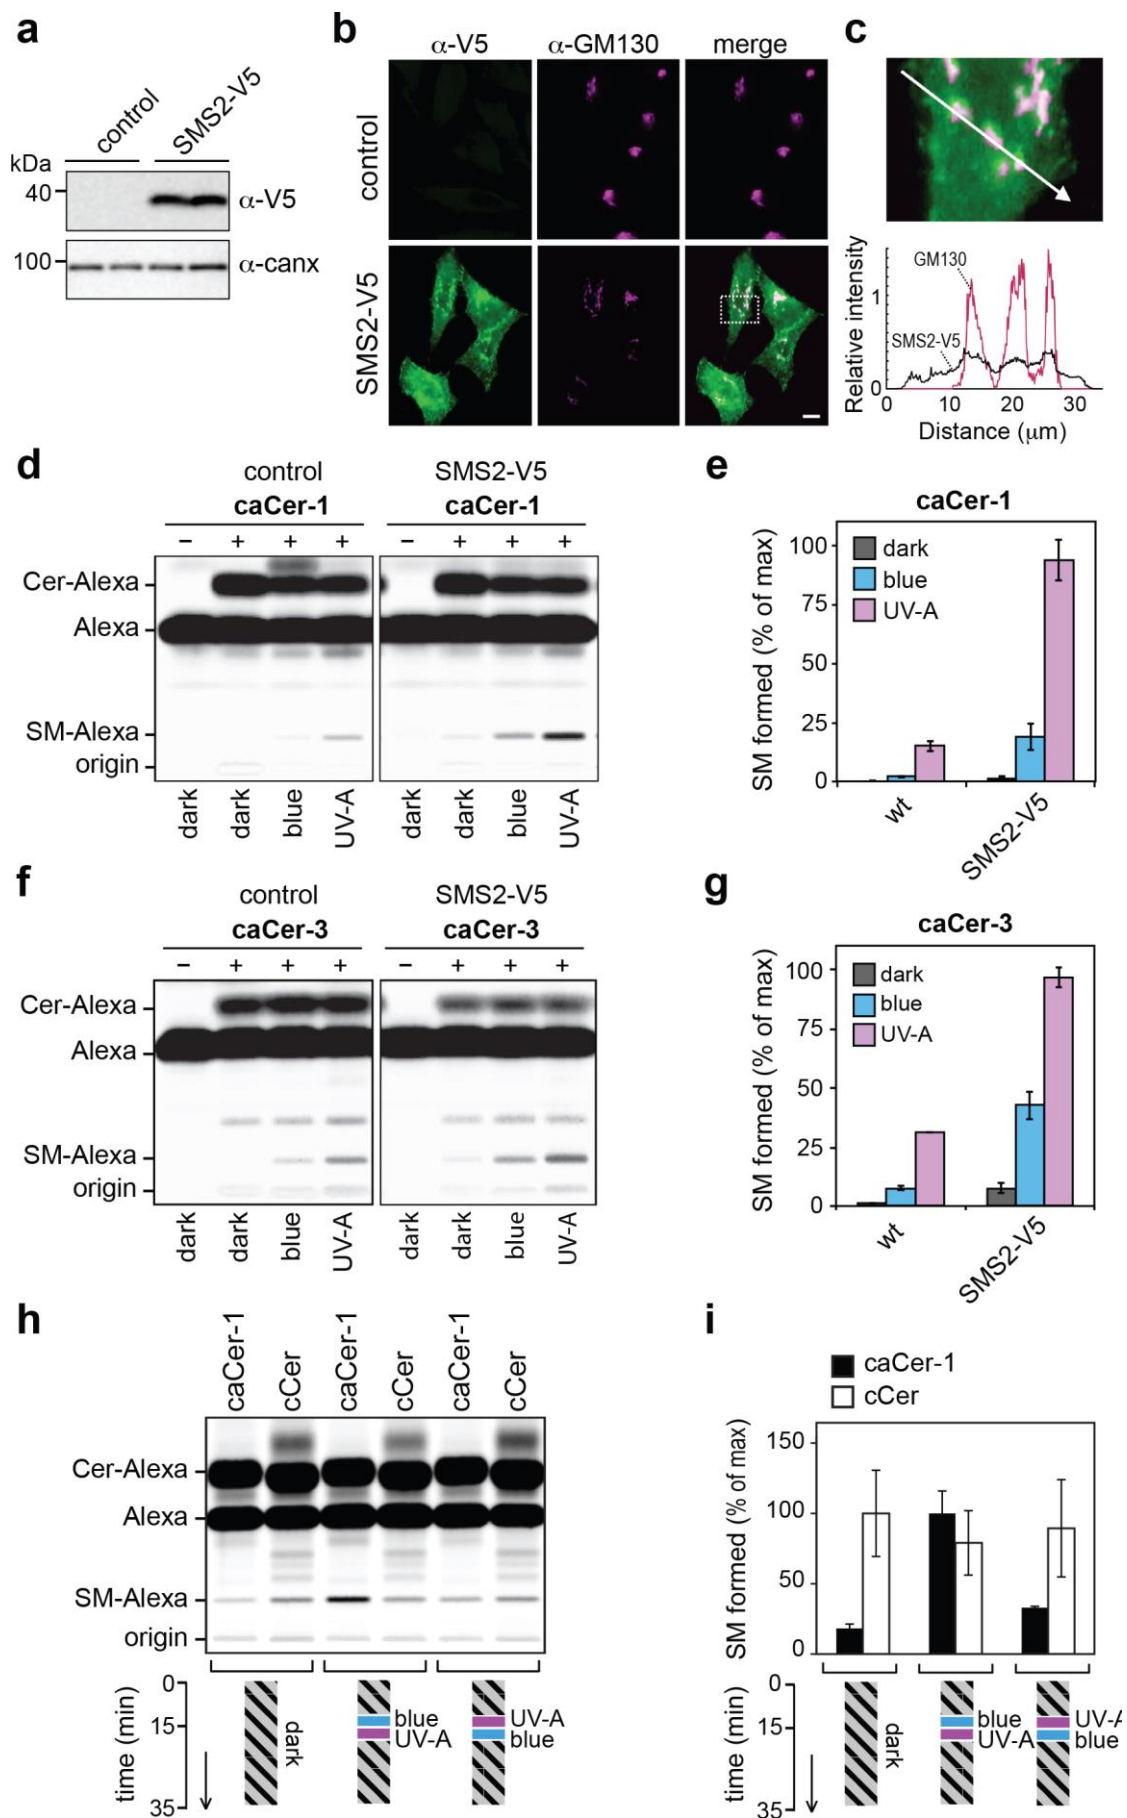 a
control
SMS2-V5
kDa
40
α-V5
100
α-canx
b
α-V5
α-GM130
merge
control
SMS2-V5
c
Relative intensity
1
0
GM130
SMS2-V5
0
10
20
30
Distance (μm)
d
control
SMS2-V5
caCer-1
caCer-1
– + + + – + + +
Cer-Alexa
Alexa
SM-Alexa
origin
dark
dark
blue
UV-A
dark
dark
blue
UV-A
e
caCer-1
SM formed (% of max)
100
75
50
25
0
dark
blue
UV-A
wt
SMS2-V5
f
control
SMS2-V5
caCer-3
caCer-3
– + + + – + + +
Cer-Alexa
Alexa
SM-Alexa
origin
dark
dark
blue
UV-A
dark
dark
blue
UV-A
g
caCer-3
SM formed (% of max)
100
75
50
25
0
dark
blue
UV-A
wt
SMS2-V5
h
caCer-1
cCer
caCer-1
cCer
caCer-1
cCer
Cer-Alexa
Alexa
SM-Alexa
origin
time (min)
0
15
35
dark
blue
UV-A
UV-A
blue
i
caCer-1
cCer
SM formed (% of max)
150
100
50
0
time (min)
0
15
35
dark
blue
UV-A
UV-A
blue